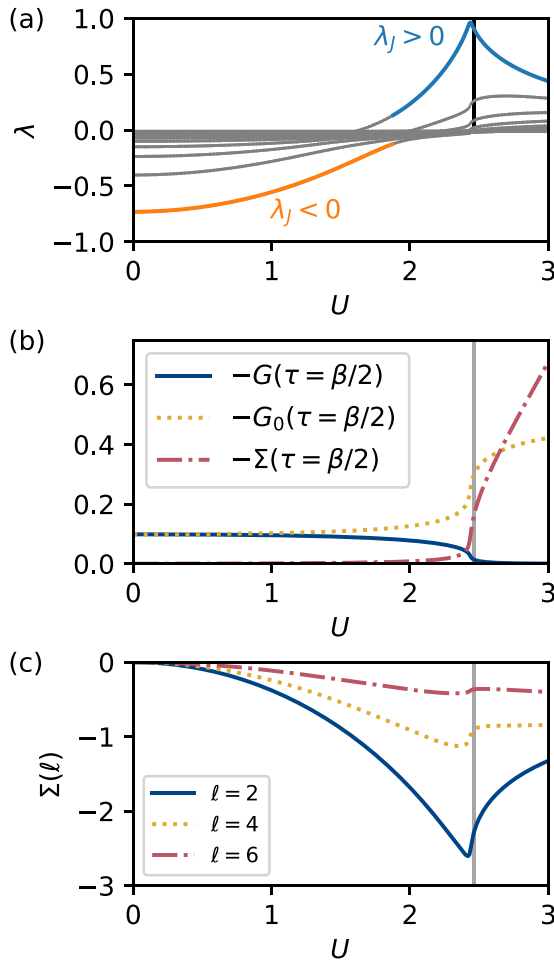 (a)
1.0
0.5
0.0
−0.5
−1.0
λ
λ_J > 0
λ_J < 0
0 1 2 3
U
(b)
0.6
0.4
0.2
0.0
−G(τ = β/2)
−G₀(τ = β/2)
−Σ(τ = β/2)
0 1 2 3
U
(c)
0
−1
−2
−3
Σ(ℓ)
ℓ = 2
ℓ = 4
ℓ = 6
0 1 2 3
U